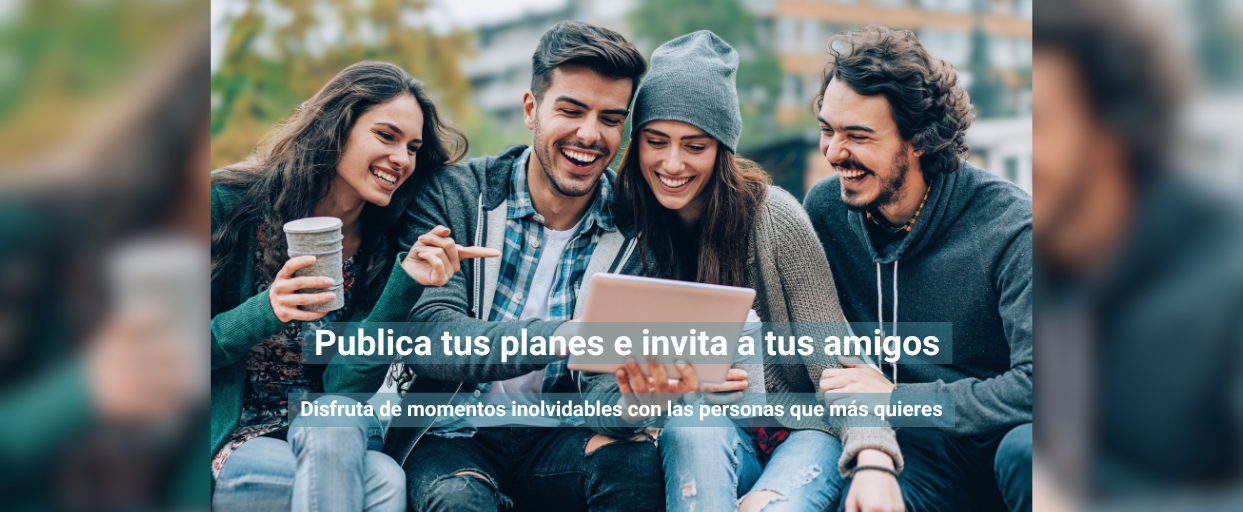 Publica tus planes e invita a tus amigos
Disfruta de momentos inolvidables con las personas que más quieres